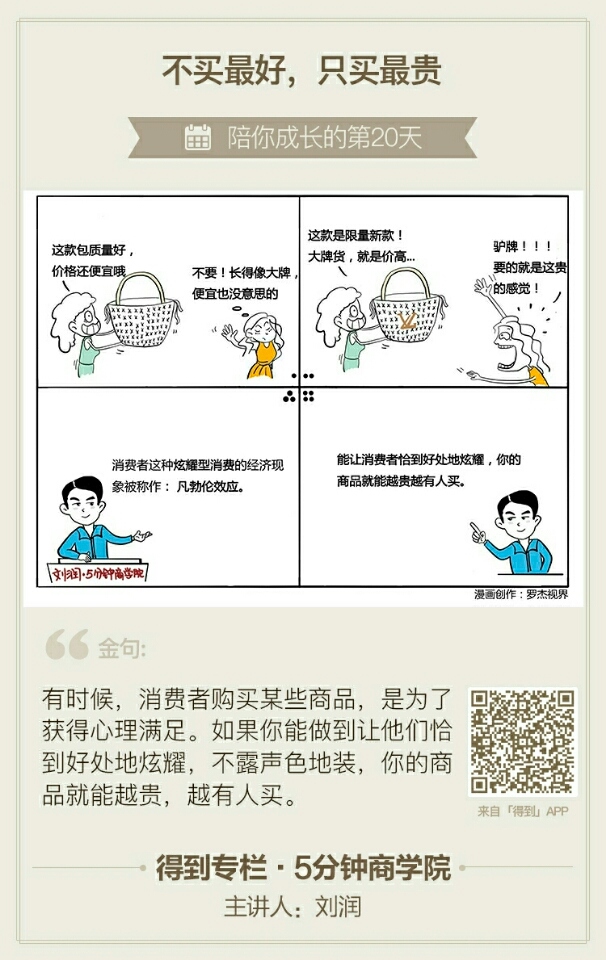 不买最好，只买最贵
陪你成长的第20天
这款包质量好，
价格还便宜哦
不要！长得像大牌，
便宜也没意思的
这款是限量新款！
大牌货，就是价高...
驴牌！！！
要的就是这贵
的感觉！
消费者这种炫耀型消费的经济现
象被称作： 凡勃伦效应。
刘润·5分钟商学院
能让消费者恰到好处地炫耀，你的
商品就能越贵越有人买。
漫画创作：罗杰视界
金句:
有时候，消费者购买某些商品，是为了
获得心理满足。如果你能做到让他们恰
到好处地炫耀，不露声色地装，你的商
品就能越贵，越有人买。
来自「得到」APP
得到专栏·5分钟商学院
主讲人：刘润